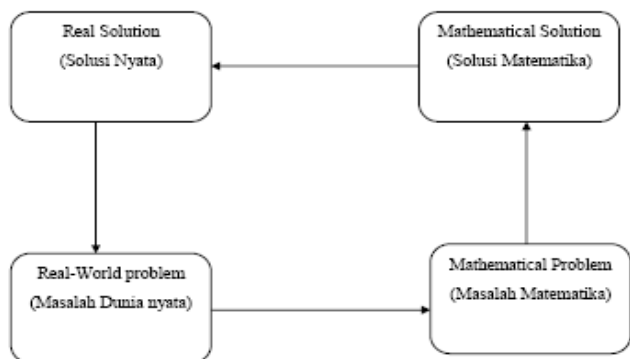 Real Solution
(Solusi Nyata)
Mathematical Solution
(Solusi Matematika)
Real-World problem
(Masalah Dunia nyata)
Mathematical Problem
(Masalah Matematika)